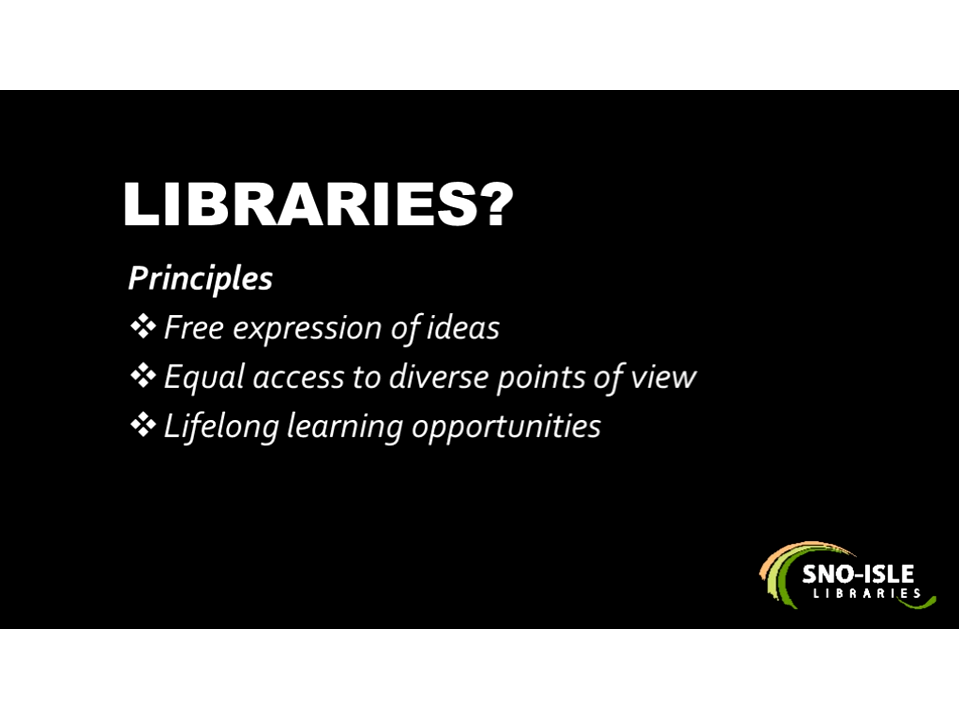 LIBRARIES?
Principles
❖ Free expression of ideas
❖ Equal access to diverse points of view
❖ Lifelong learning opportunities
SNO-ISLE
LIBRARIES